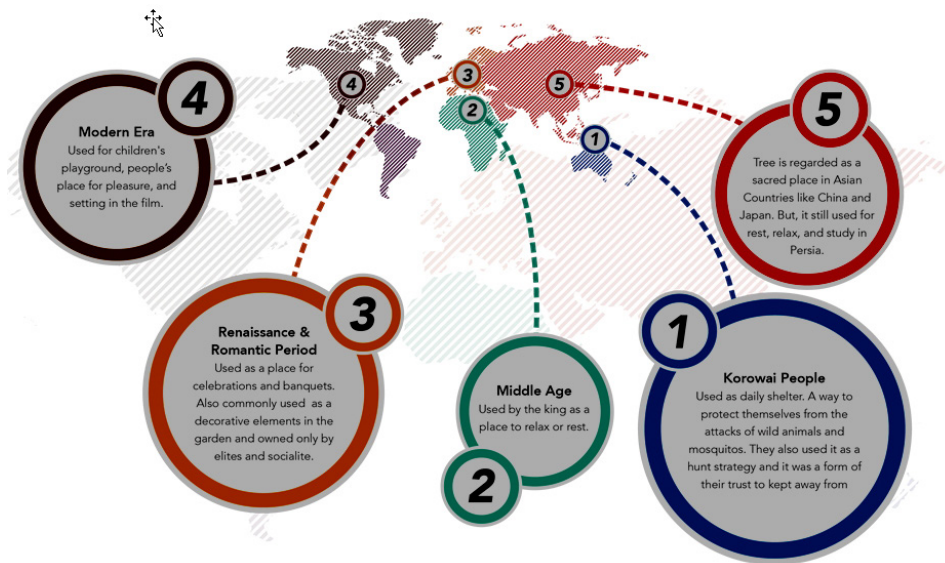 4
Modern Era
Used for children's
playground, people's
place for pleasure, and
setting in the film.
3
Renaissance &
Romantic Period
Used as a place for
celebrations and banquets.
Also commonly used as a
decorative elements in the
garden and owned only by
elites and socialite.
Middle Age
Used by the king as a
place to relax or rest.
2
1
Korowai People
Used as daily shelter. A way to
protect themselves from the
attacks of wild animals and
mosquitos. They also used it as a
hunt strategy and it was a form of
their trust to kept away from
5
Tree is regarded as a
sacred place in Asian
Countries like China and
Japan. But, it still used for
rest, relax, and study in
Persia.
4
3
2
5
1